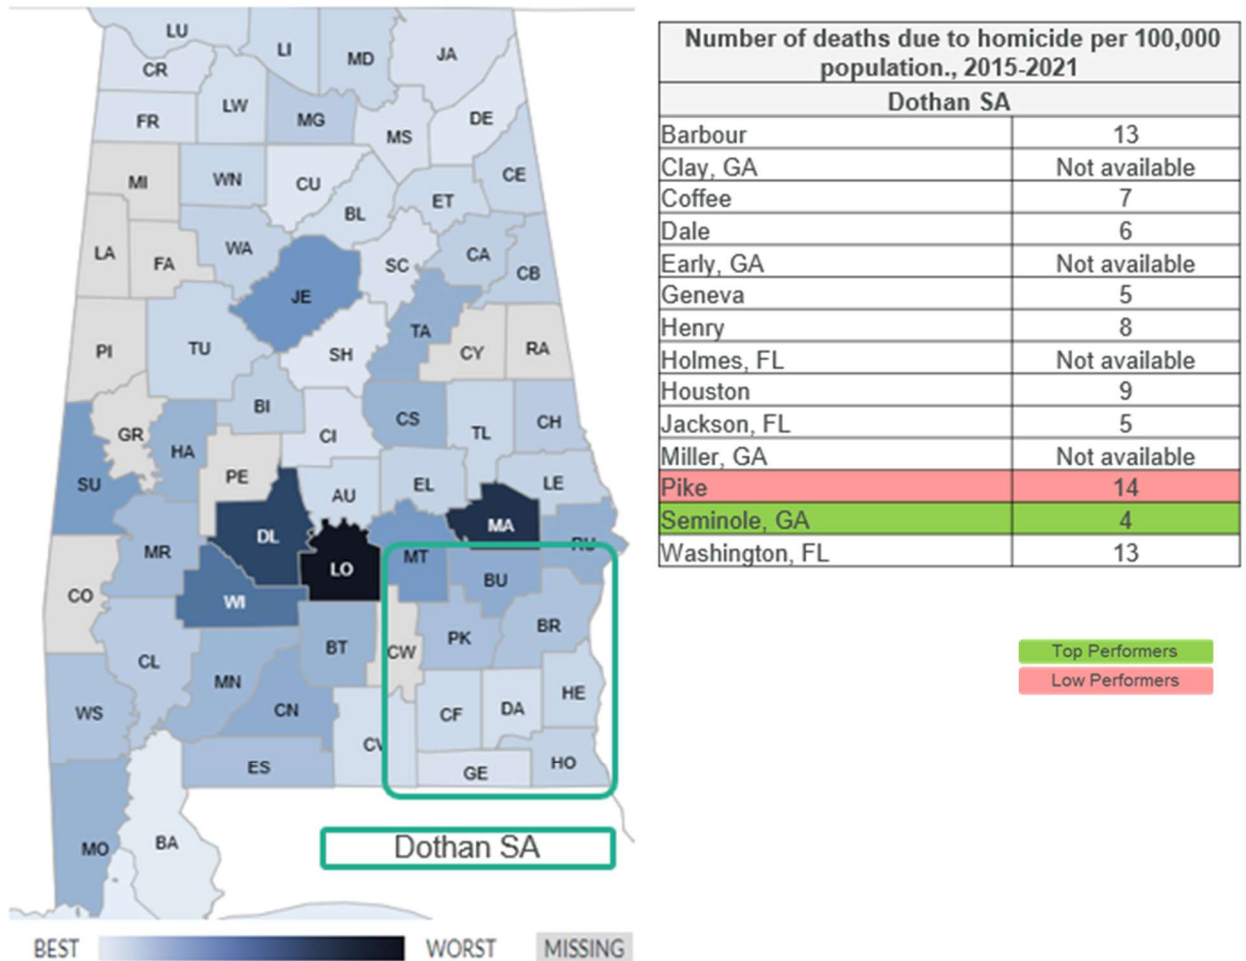 LU
LI
MD
JA
CR
LW
MG
FR
MS
DE
MI
WN
CU
BL
ET
CE
LA
FA
WA
JE
SC
CA
CB
PI
TU
SH
TA
CY
RA
GR
HA
BI
CI
CS
TL
CH
SU
PE
AU
EL
LE
MR
DL
LO
MA
RU
CO
WI
MT
BU
CL
BT
CW
PK
BR
WS
MN
CN
CV
CF
DA
HE
ES
GE
HO
MO
BA
Dothan SA
BEST WORST MISSING
Number of deaths due to homicide per 100,000
population., 2015-2021
Dothan SA
Barbour 13
Clay, GA Not available
Coffee 7
Dale 6
Early, GA Not available
Geneva 5
Henry 8
Holmes, FL Not available
Houston 9
Jackson, FL 5
Miller, GA Not available
Pike 14
Seminole, GA 4
Washington, FL 13
Top Performers
Low Performers